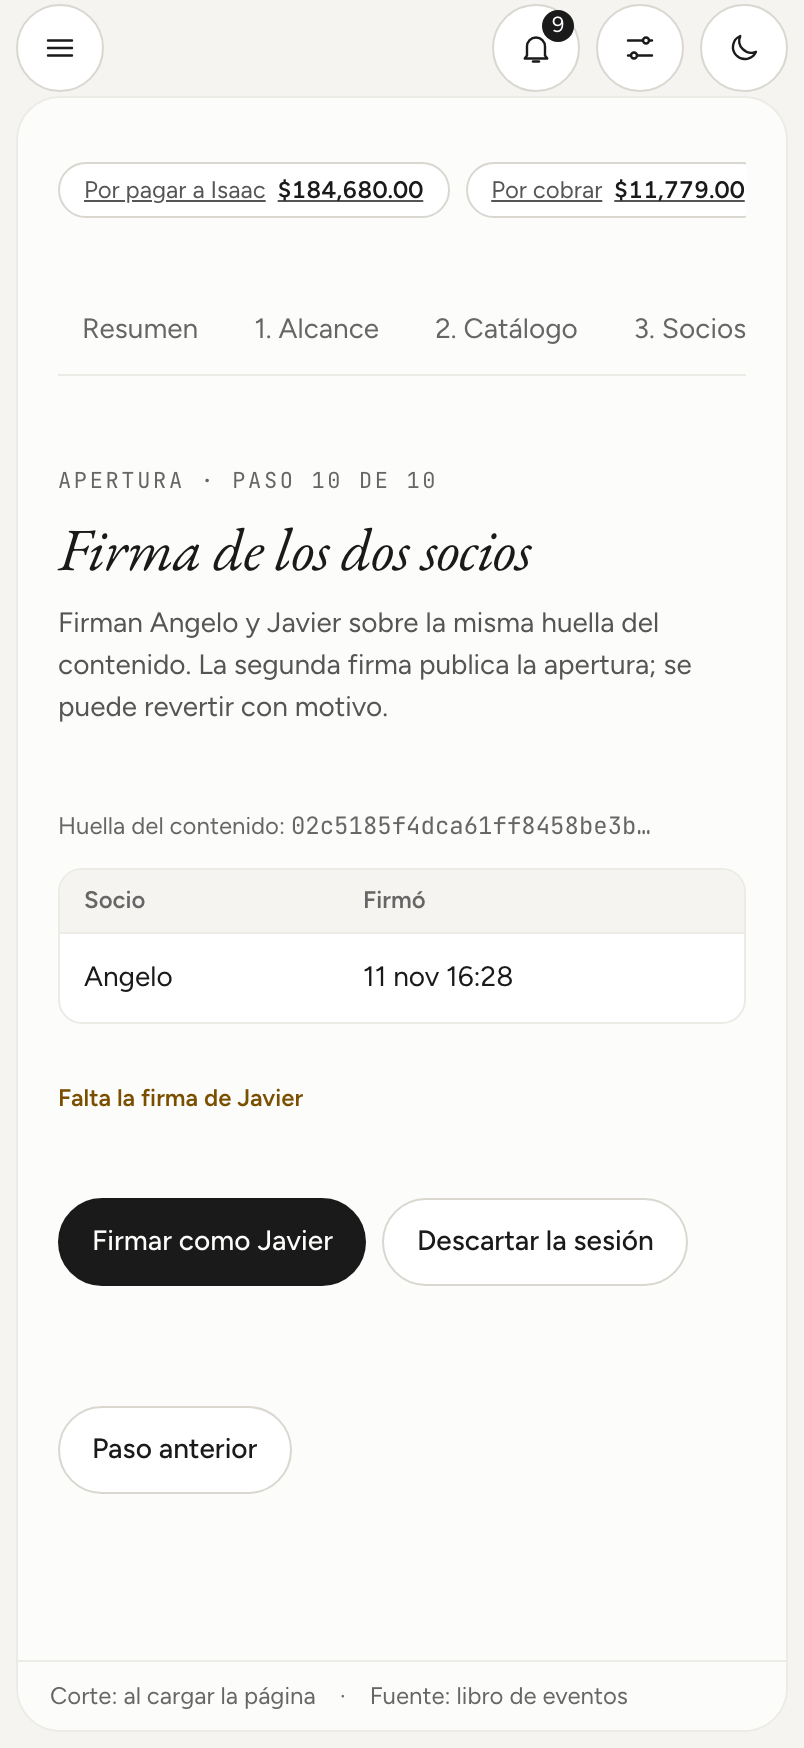 9
Por pagar a Isaac $184,680.00 Por cobrar $11,779.00
Resumen 1. Alcance 2. Catálogo 3. Socios
APERTURA · PASO 10 DE 10
Firma de los dos socios
Firman Angelo y Javier sobre la misma huella del
contenido. La segunda firma publica la apertura; se
puede revertir con motivo.
Huella del contenido: 02c5185f4dca61ff8458be3b…
Socio Firmó
Angelo 11 nov 16:28
Falta la firma de Javier
Firmar como Javier Descartar la sesión
Paso anterior
Corte: al cargar la página · Fuente: libro de eventos